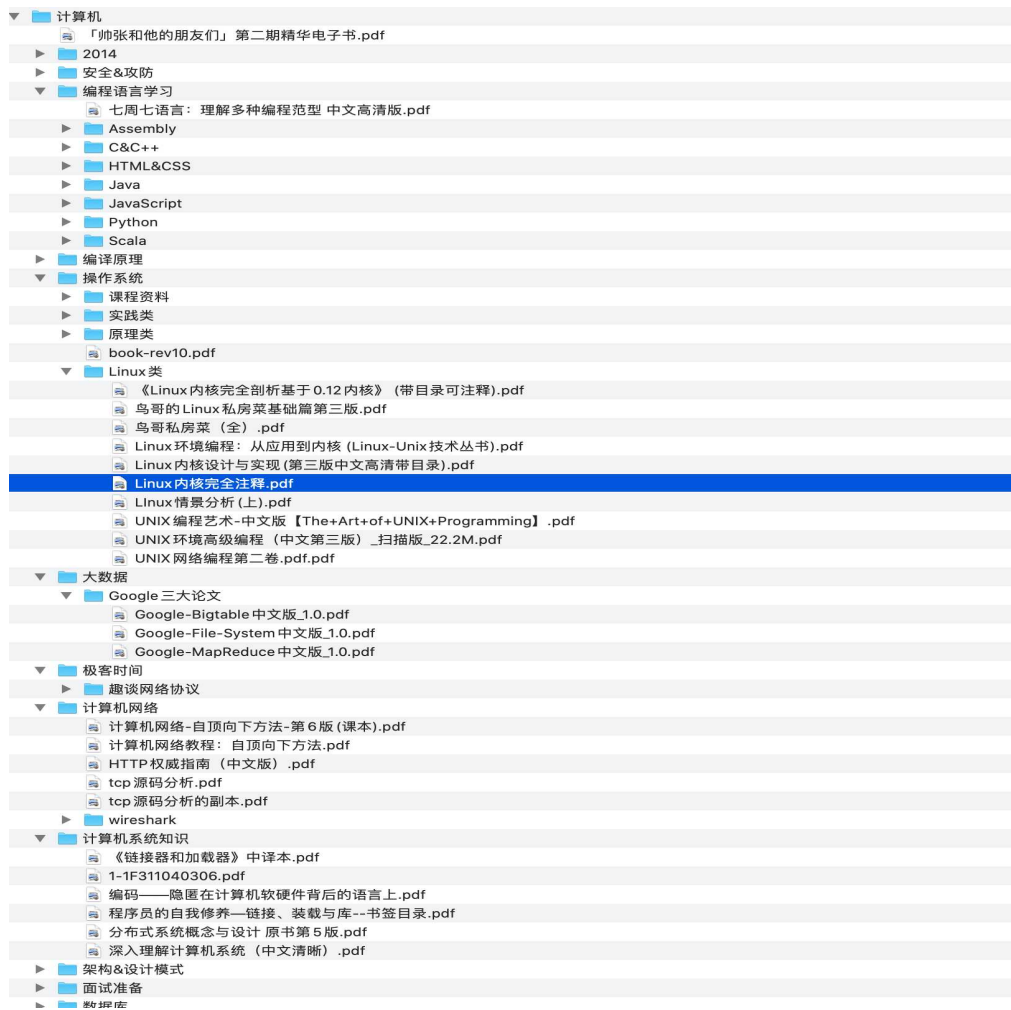 计算机
「帅张和他的朋友们」第二期精华电子书.pdf
2014
安全&攻防
编程语言学习
七周七语言：理解多种编程范型 中文高清版.pdf
Assembly
C&C++
HTML&CSS
Java
JavaScript
Python
Scala
编译原理
操作系统
课程资料
实践类
原理类
book-rev10.pdf
Linux类
《Linux内核完全剖析基于0.12内核》 (带目录可注释).pdf
鸟哥的Linux私房菜基础篇第三版.pdf
鸟哥私房菜（全）.pdf
Linux环境编程：从应用到内核 (Linux-Unix技术丛书).pdf
Linux内核设计与实现(第三版中文高清带目录).pdf
Linux内核完全注释.pdf
LInux情景分析(上).pdf
UNIX编程艺术-中文版【The+Art+of+UNIX+Programming】.pdf
UNIX环境高级编程（中文第三版）_扫描版_22.2M.pdf
UNIX网络编程第二卷.pdf.pdf
大数据
Google三大论文
Google-Bigtable中文版_1.0.pdf
Google-File-System中文版_1.0.pdf
Google-MapReduce中文版_1.0.pdf
极客时间
趣谈网络协议
计算机网络
计算机网络-自顶向下方法-第6版(课本).pdf
计算机网络教程：自顶向下方法.pdf
HTTP权威指南（中文版）.pdf
tcp源码分析.pdf
tcp源码分析的副本.pdf
wireshark
计算机系统知识
《链接器和加载器》中译本.pdf
1-1F311040306.pdf
编码——隐匿在计算机软硬件背后的语言上.pdf
程序员的自我修养—链接、装载与库--书签目录.pdf
分布式系统概念与设计 原书第5版.pdf
深入理解计算机系统（中文清晰）.pdf
架构&设计模式
面试准备
数据库